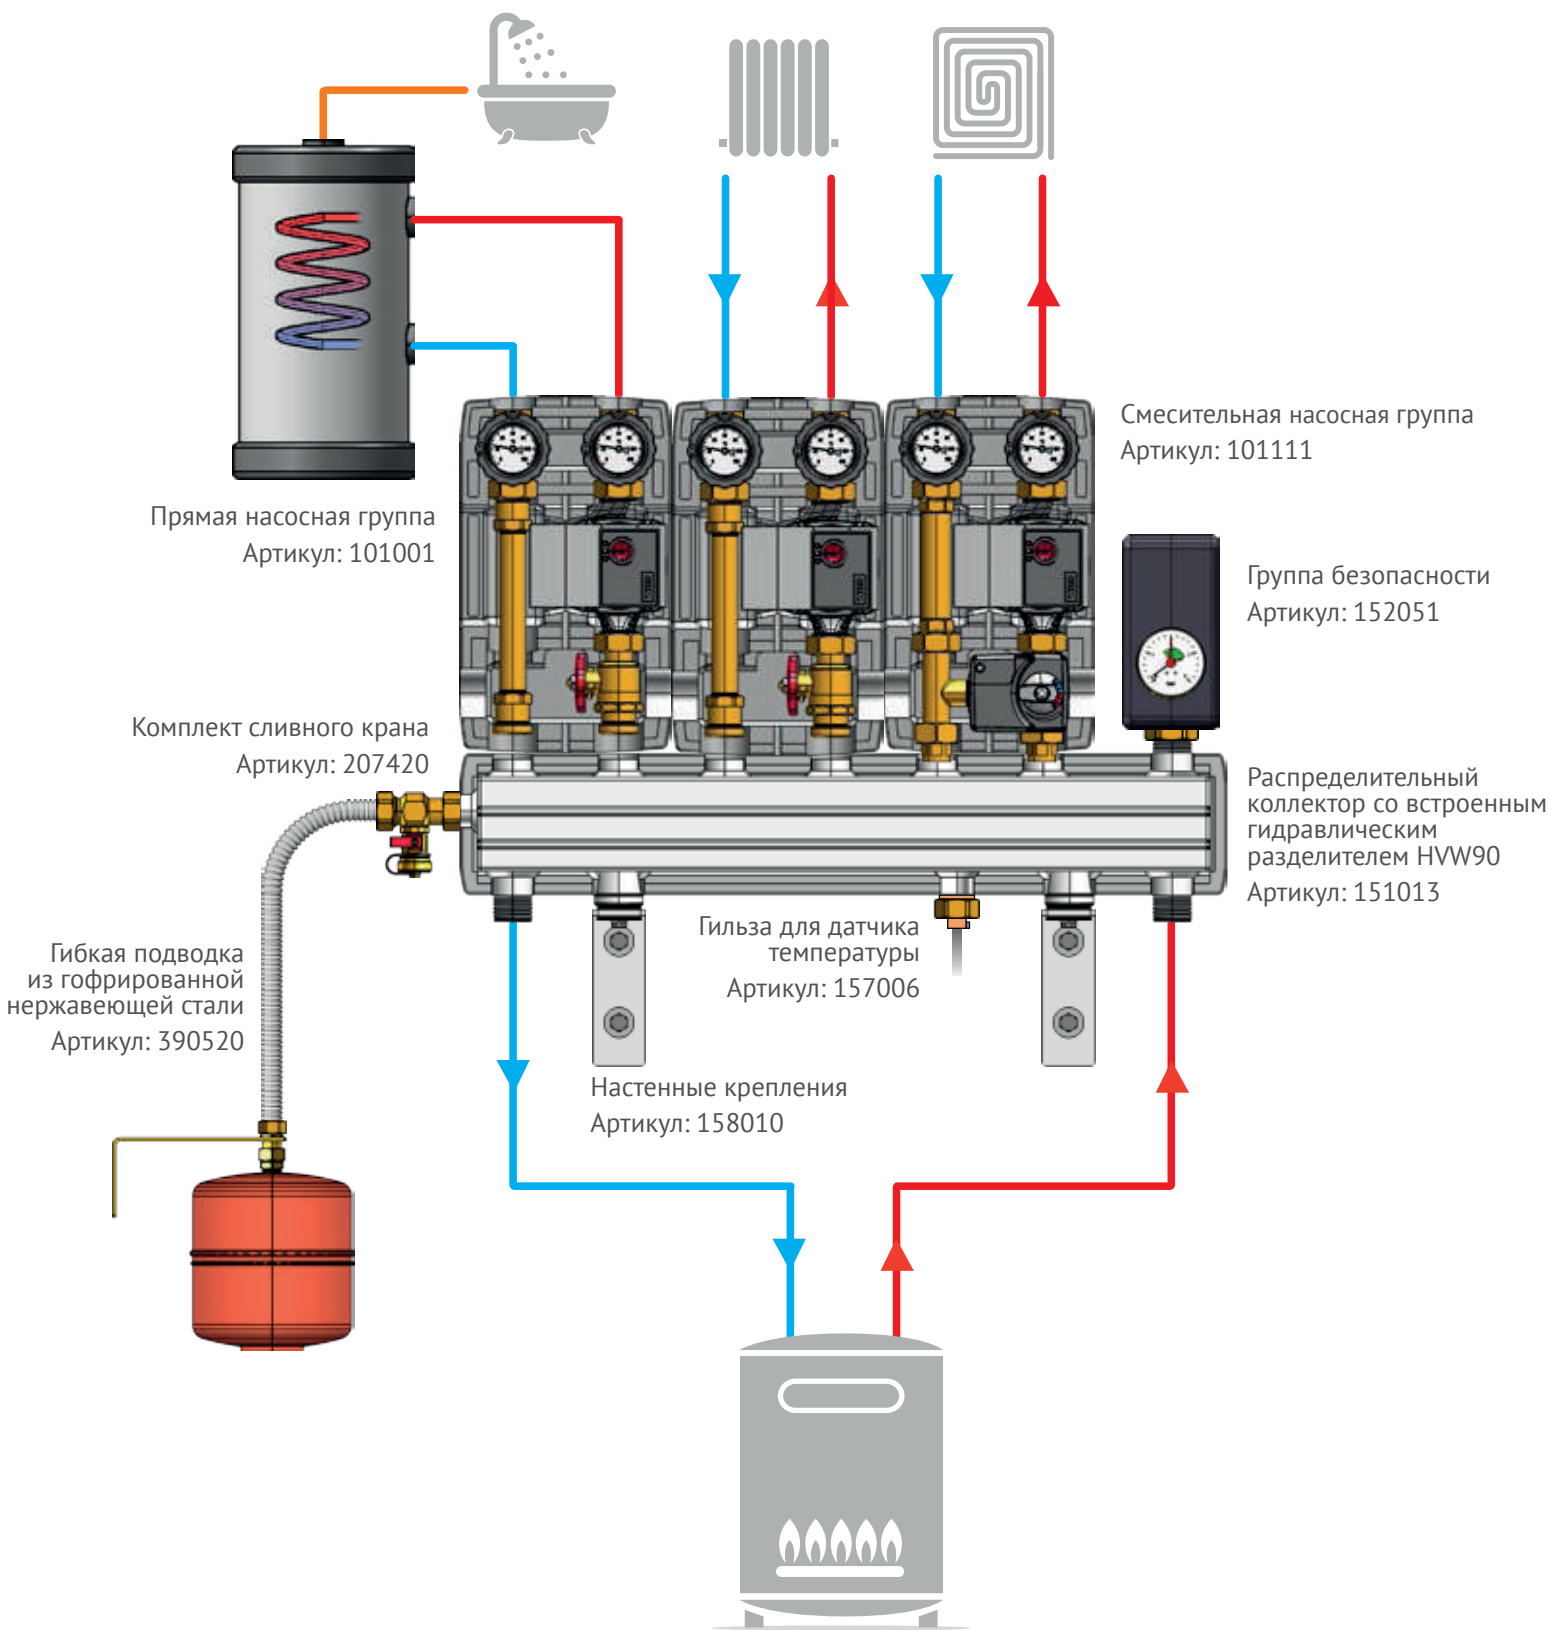 Смесительная насосная группа
Артикул: 101111
Прямая насосная группа
Артикул: 101001
Группа безопасности
Артикул: 152051
Комплект сливного крана
Артикул: 207420
Распределительный
коллектор со встроенным
гидравлическим
разделителем HVW90
Артикул: 151013
Гильза для датчика
температуры
Артикул: 157006
Гибкая подводка
из гофрированной
нержавеющей стали
Артикул: 390520
Настенные крепления
Артикул: 158010